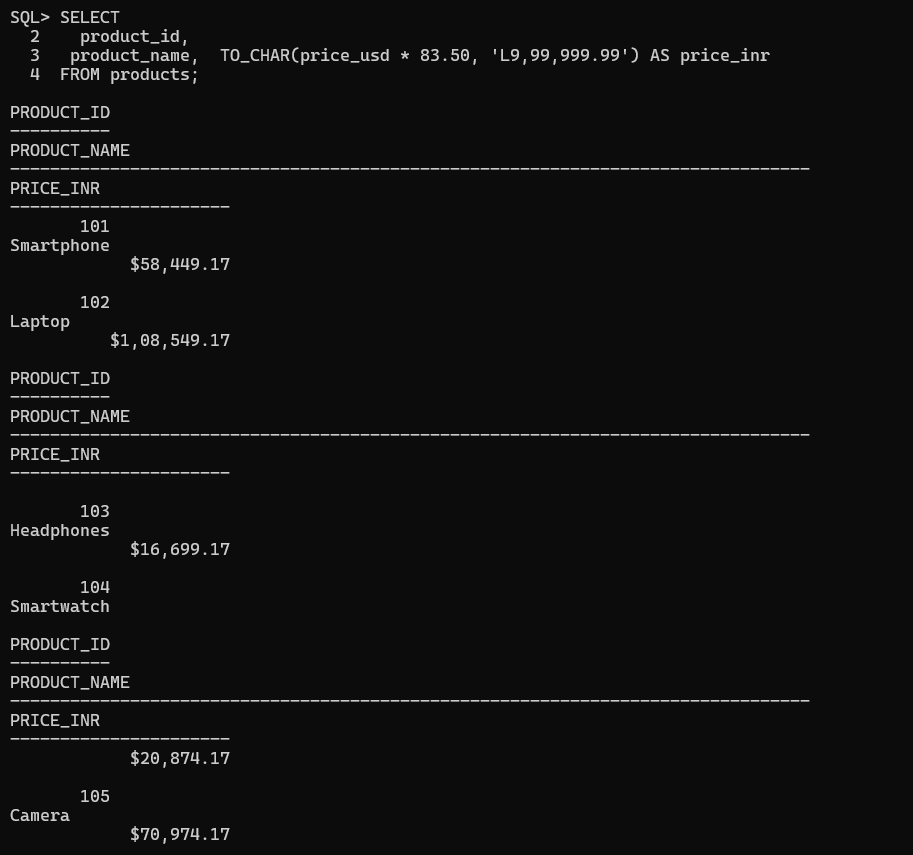 SQL> SELECT
  2    product_id,
  3   product_name,  TO_CHAR(price_usd * 83.50, 'L9,99,999.99') AS price_inr
  4  FROM products;

PRODUCT_ID
----------
PRODUCT_NAME
--------------------------------------------------------------------------------
PRICE_INR
----------------------
       101
Smartphone
            $58,449.17

       102
Laptop
          $1,08,549.17

PRODUCT_ID
----------
PRODUCT_NAME
--------------------------------------------------------------------------------
PRICE_INR
----------------------

       103
Headphones
            $16,699.17

       104
Smartwatch

PRODUCT_ID
----------
PRODUCT_NAME
--------------------------------------------------------------------------------
PRICE_INR
----------------------
            $20,874.17

       105
Camera
            $70,974.17